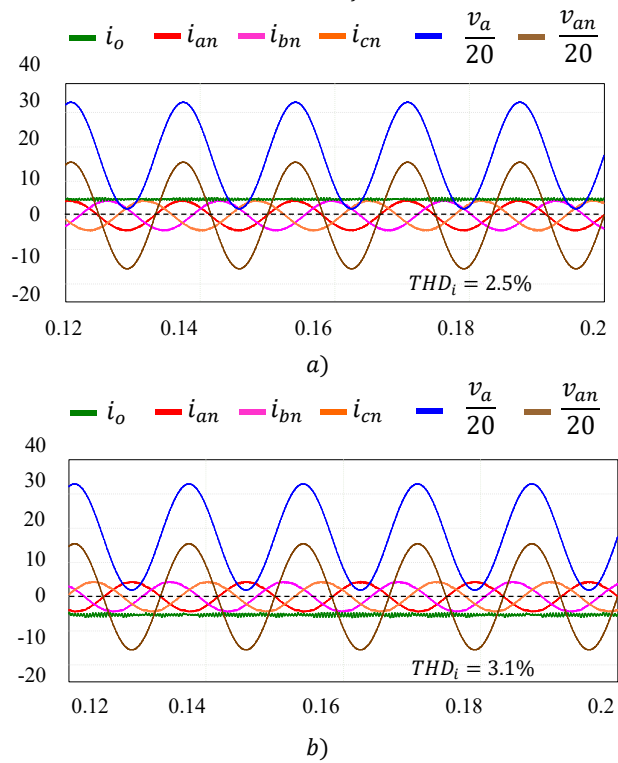 i_o i_an i_bn i_cn v_a/20 v_an/20
40
30
20
10
0
-10
-20
THD_i = 2.5%
0.12 0.14 0.16 0.18 0.2
a)
i_o i_an i_bn i_cn v_a/20 v_an/20
40
30
20
10
0
-10
-20
THD_i = 3.1%
0.12 0.14 0.16 0.18 0.2
b)